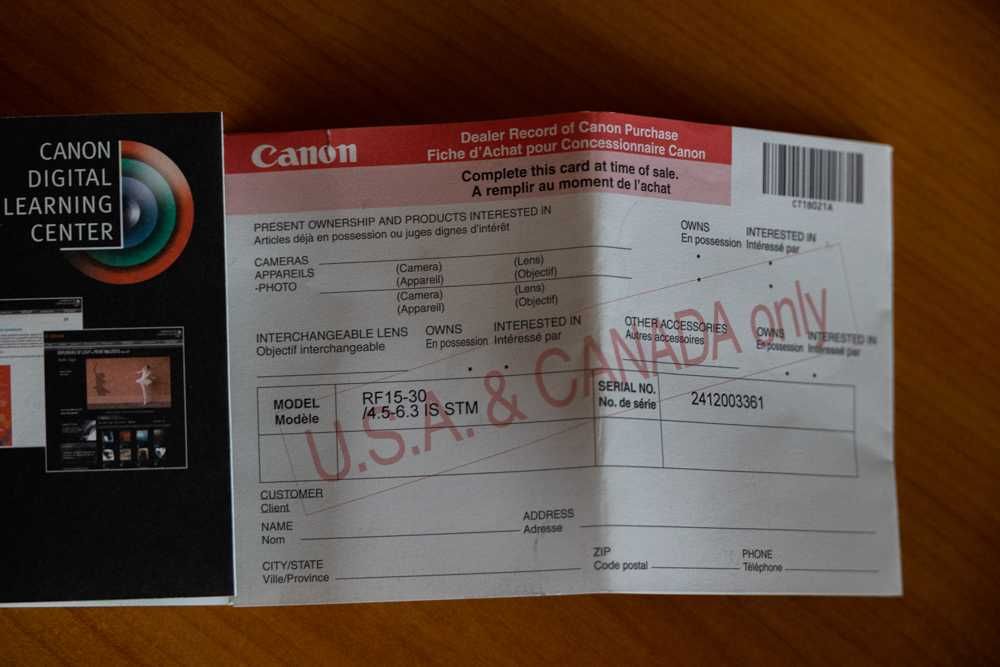 CANON
DIGITAL
LEARNING
CENTER
Canon
Dealer Record of Canon Purchase
Fiche d'Achat pour Concessionnaire Canon
Complete this card at time of sale.
A remplir au moment de l'achat
CT18021A
PRESENT OWNERSHIP AND PRODUCTS INTERESTED IN
Articles déjà en possession ou juges dignes d'intérêt
OWNS INTERESTED IN
En possession Intéressé par
CAMERAS
APPAREILS
-PHOTO
(Camera) (Lens)
(Appareil) (Objectif)
(Camera) (Lens)
(Appareil) (Objectif)
INTERCHANGEABLE LENS OWNS INTERESTED IN
Objectif interchangeable En possession Intéressé par
OTHER ACCESSORIES OWNS INTERESTED IN
Autres accessoires En possession Intéressé par
U.S.A. & CANADA only
MODEL
Modèle
RF15-30
/4.5-6.3 IS STM
SERIAL NO.
No. de série
2412003361
CUSTOMER
Client
NAME
Nom
ADDRESS
Adresse
CITY/STATE
Ville/Province
ZIP
Code postal
PHONE
Téléphone